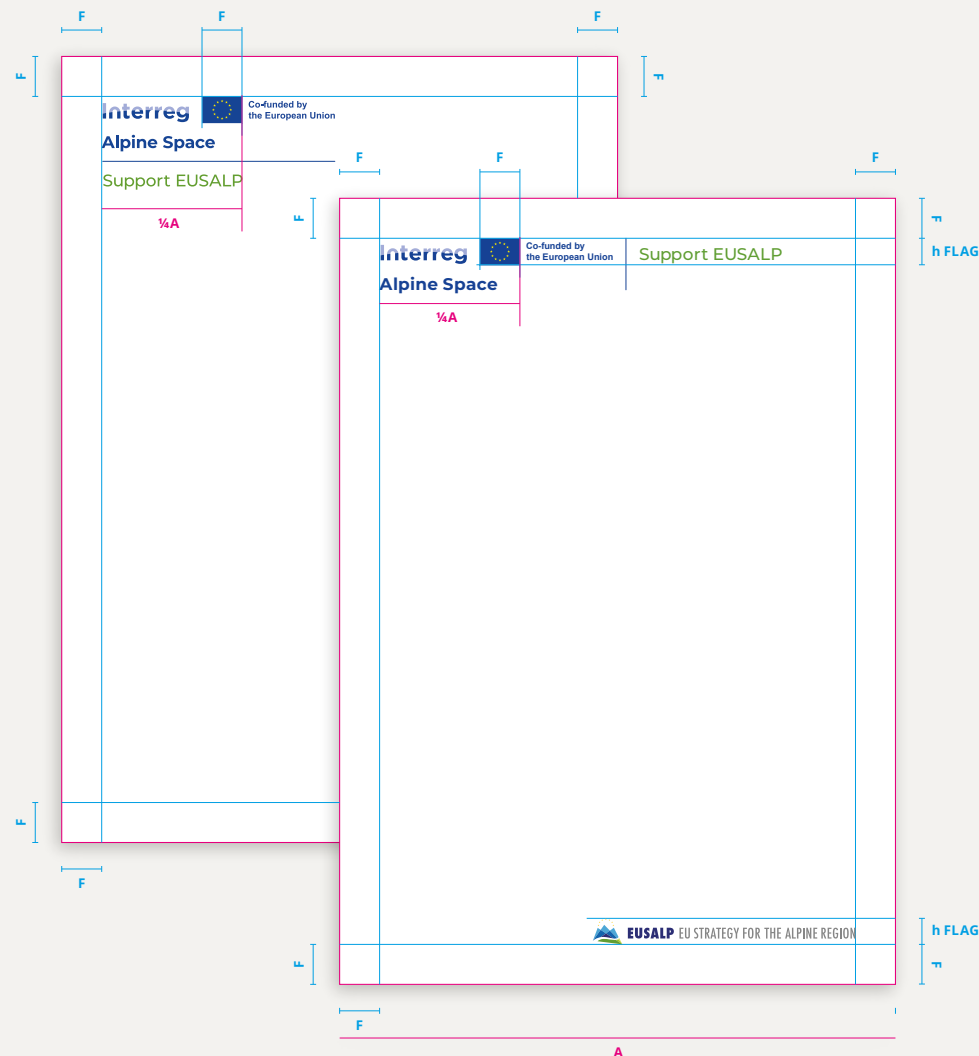 F F F
F F
Interreg Co-funded by
the European Union
Alpine Space
Support EUSALP
¼A
F F F
F F
Interreg Co-funded by
the European Union Support EUSALP
h FLAG
Alpine Space
¼A
F
F
EUSALP EU STRATEGY FOR THE ALPINE REGION
h FLAG
F F
F
A